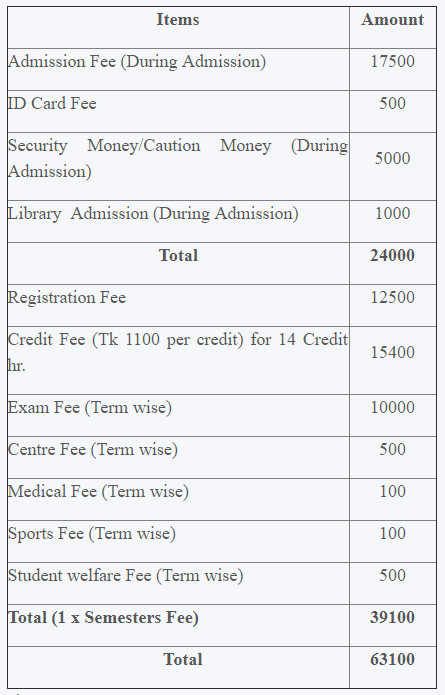 Items Amount
Admission Fee (During Admission) 17500
ID Card Fee 500
Security Money/Caution Money (During
Admission) 5000
Library Admission (During Admission) 1000
Total 24000
Registration Fee 12500
Credit Fee (Tk 1100 per credit) for 14 Credit
hr. 15400
Exam Fee (Term wise) 10000
Centre Fee (Term wise) 500
Medical Fee (Term wise) 100
Sports Fee (Term wise) 100
Student welfare Fee (Term wise) 500
Total (1 x Semesters Fee) 39100
Total 63100